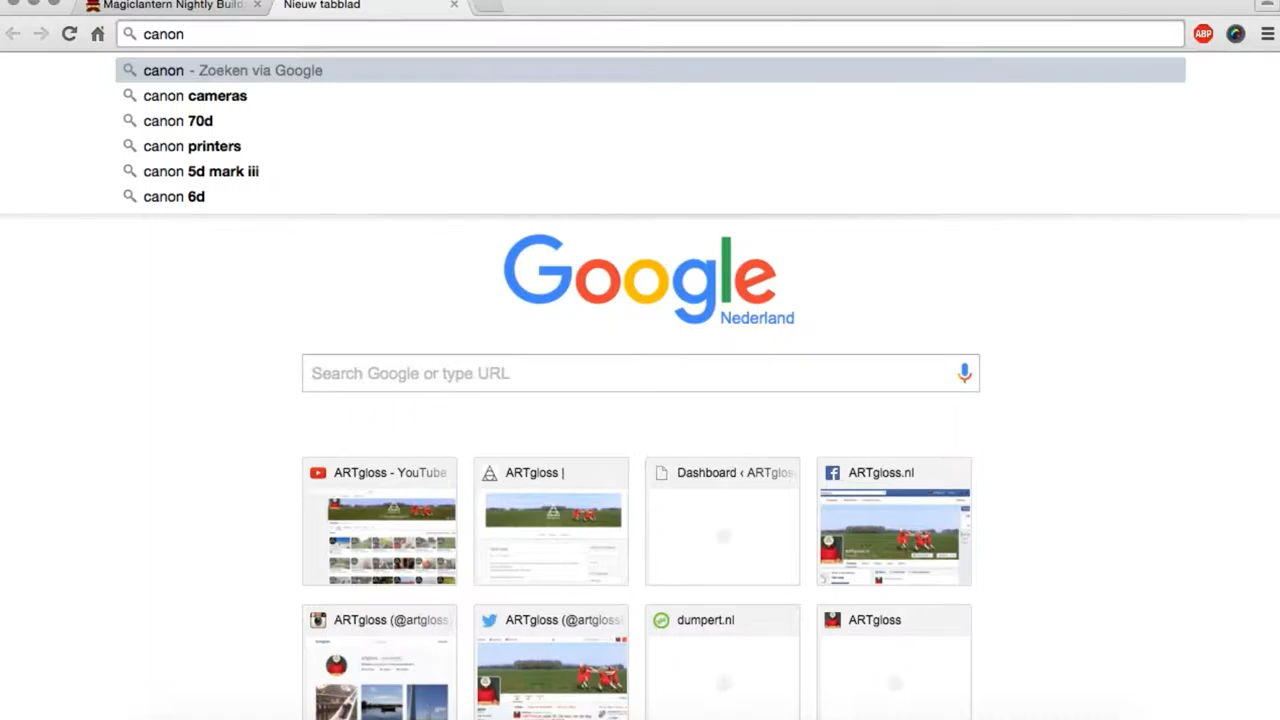 Magiclantern Nightly Build
Nieuw tabblad
canon
ABP
canon - Zoeken via Google
canon cameras
canon 70d
canon printers
canon 5d mark iii
canon 6d
Google
Nederland
Search Google or type URL
ARTgloss - YouTube
ARTgloss |
Dashboard ‹ ARTglos
ARTgloss.nl
ARTgloss (@artgloss
ARTgloss (@artgloss
dumpert.nl
ARTgloss